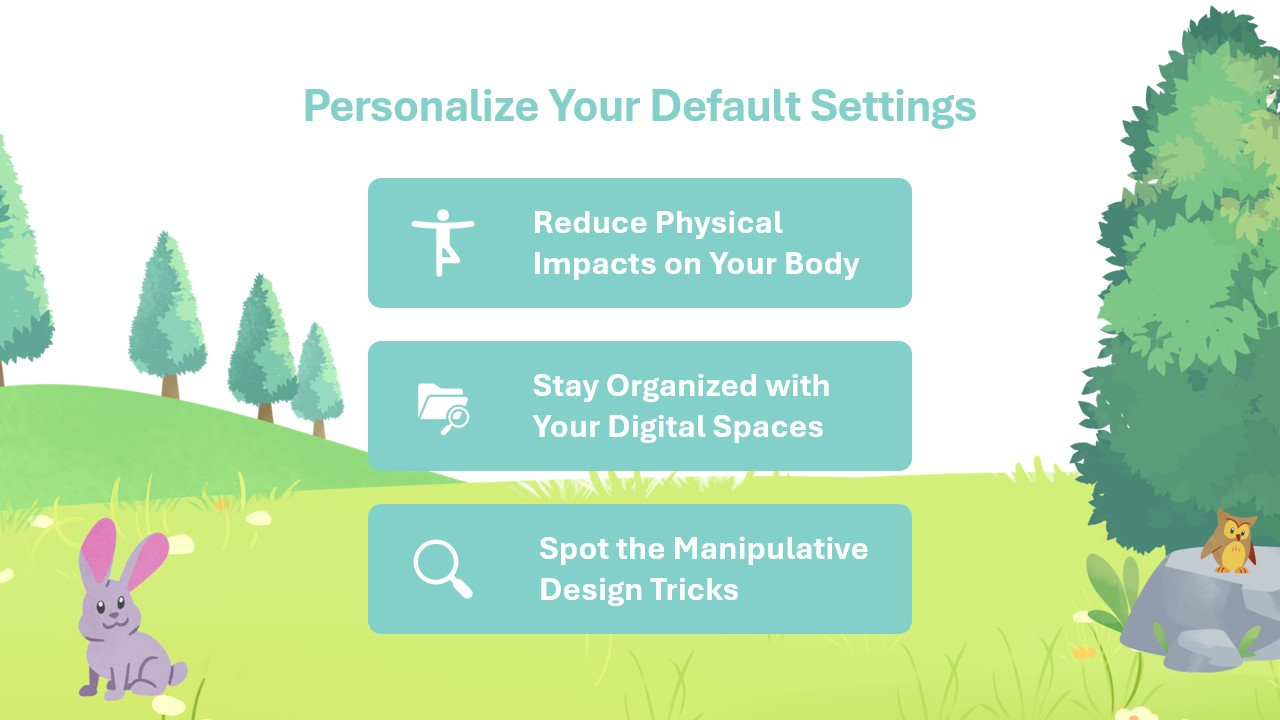 Personalize Your Default Settings
Reduce Physical
Impacts on Your Body
Stay Organized with
Your Digital Spaces
Spot the Manipulative
Design Tricks